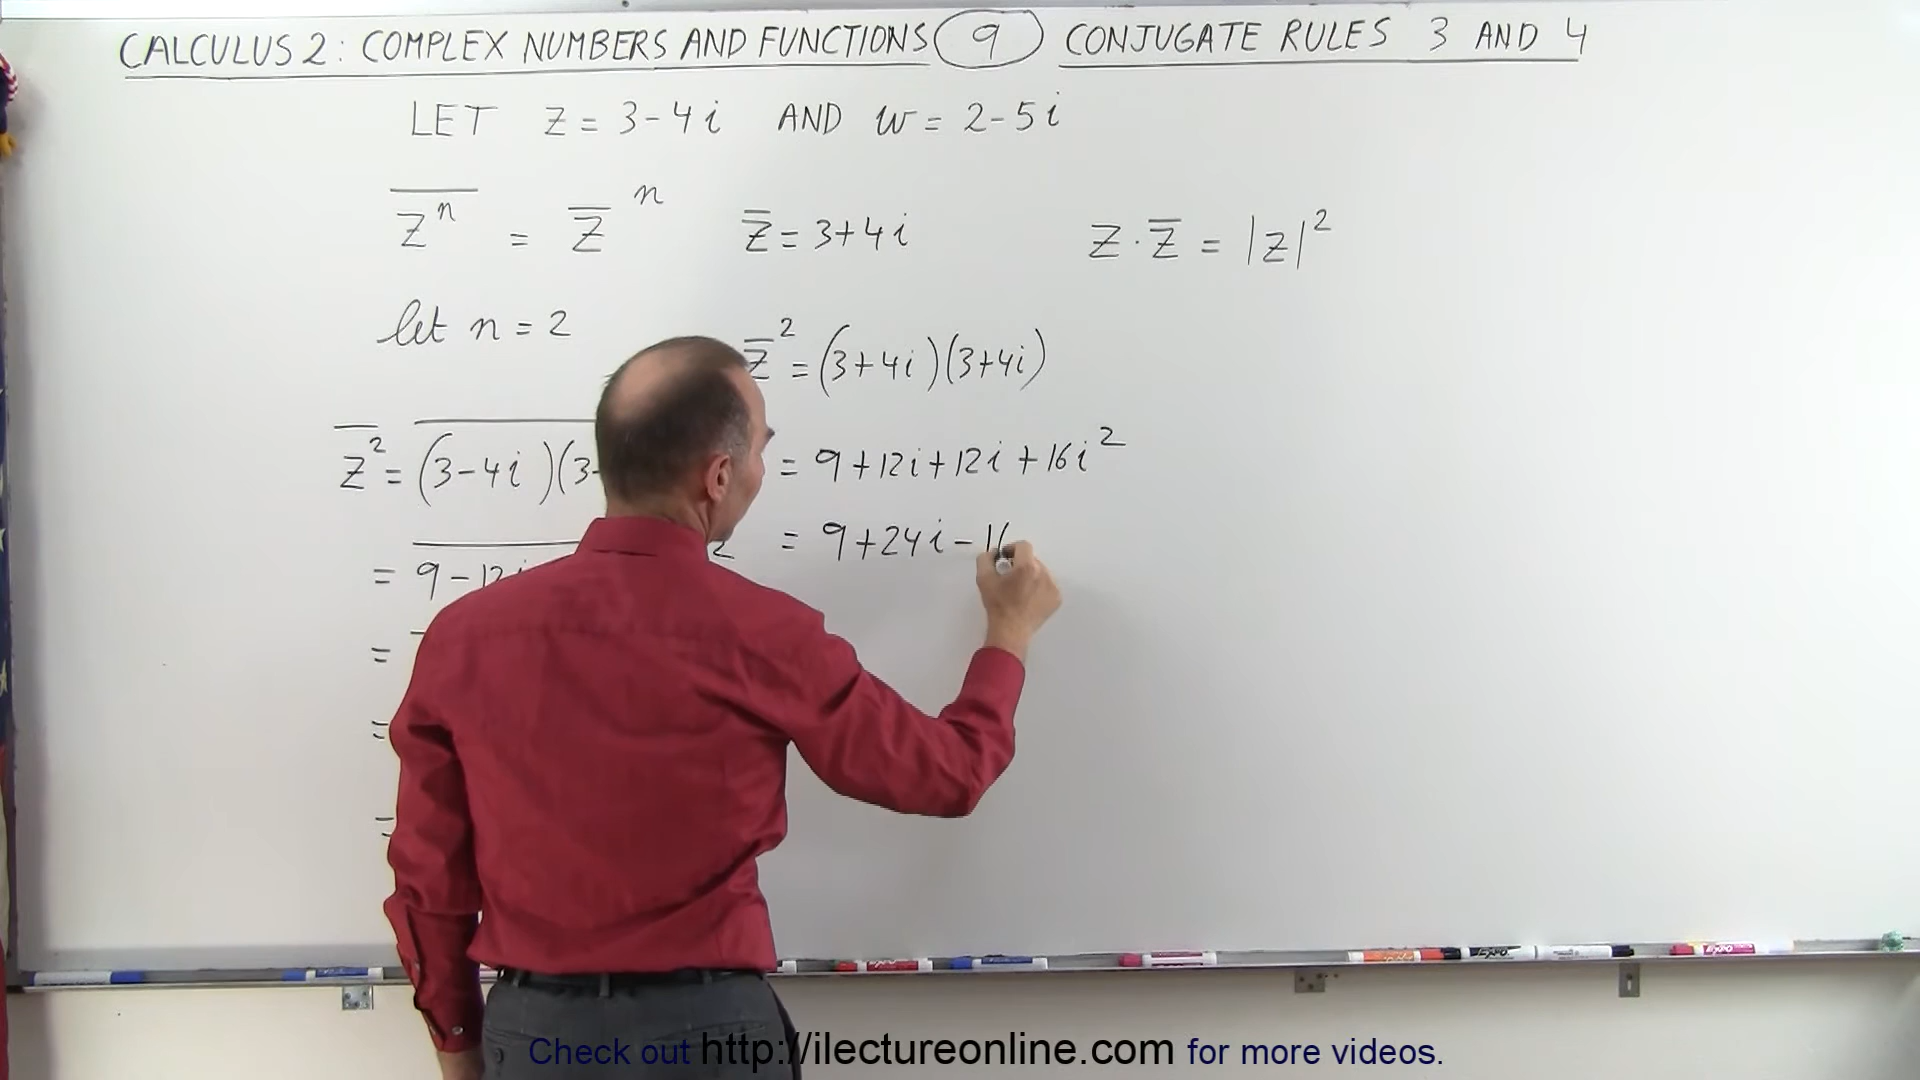 CALCULUS 2: COMPLEX NUMBERS AND FUNCTIONS (9) CONJUGATE RULES 3 AND 4
LET z = 3 - 4i AND w = 2 - 5i
z̅ⁿ̅ = z̅ ⁿ
z̅ = 3 + 4i
z · z̅ = |z|²
let n = 2
z̅² = (3 + 4i)(3 + 4i)
z̅²̅ = (3 - 4i)(3 -
= 9 + 12i + 12i + 16i²
= 9 + 24i - 16
= 9 - 12i
=
=
=
EXPO
EXPO
Check out http://ilectureonline.com for more videos.